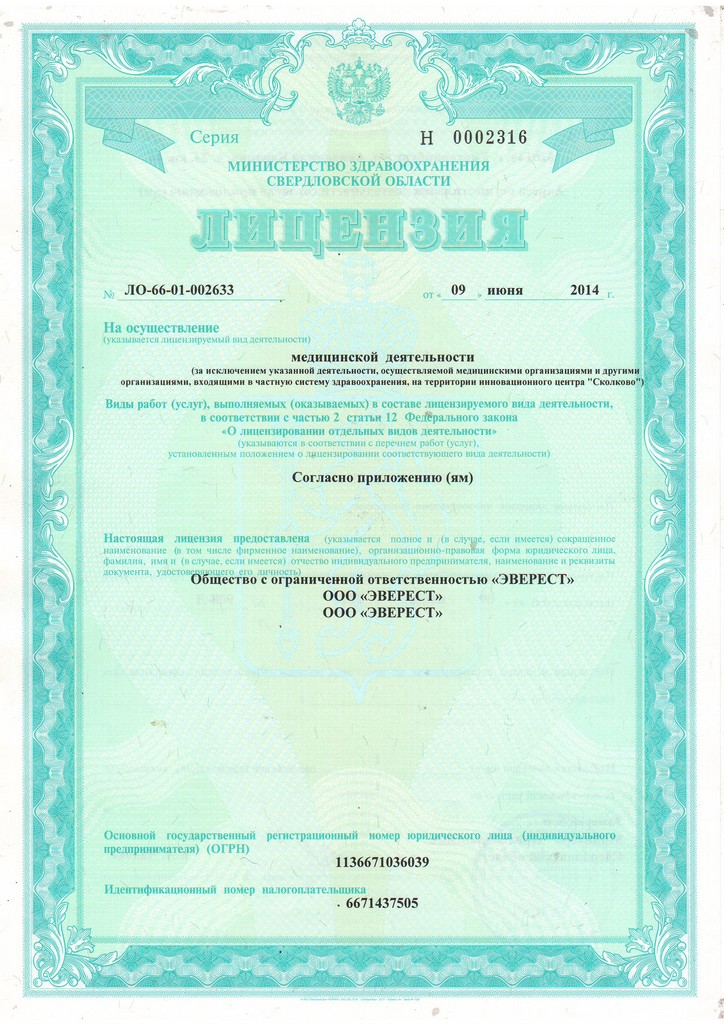 Серия Н 0002316
МИНИСТЕРСТВО ЗДРАВООХРАНЕНИЯ
СВЕРДЛОВСКОЙ ОБЛАСТИ
ЛИЦЕНЗИЯ
№ ЛО-66-01-002633 от « 09 » июня 2014 г.
На осуществление
(указывается лицензируемый вид деятельности)
медицинской деятельности
(за исключением указанной деятельности, осуществляемой медицинскими организациями и другими
организациями, входящими в частную систему здравоохранения, на территории инновационного центра "Сколково")
Виды работ (услуг), выполняемых (оказываемых) в составе лицензируемого вида деятельности,
в соответствии с частью 2 статьи 12 Федерального закона
«О лицензировании отдельных видов деятельности»
(указываются в соответствии с перечнем работ (услуг),
установленным положением о лицензировании соответствующего вида деятельности)
Согласно приложению (ям)
Настоящая лицензия предоставлена (указывается полное и (в случае, если имеется) сокращенное
наименование (в том числе фирменное наименование), организационно-правовая форма юридического лица,
фамилия, имя и (в случае, если имеется) отчество индивидуального предпринимателя, наименование и реквизиты
документа, удостоверяющего его личность)
Общество с ограниченной ответственностью «ЭВЕРЕСТ»
ООО «ЭВЕРЕСТ»
ООО «ЭВЕРЕСТ»
Основной государственный регистрационный номер юридического лица (индивидуального
предпринимателя) (ОГРН)
1136671036039
Идентификационный номер налогоплательщика
6671437505